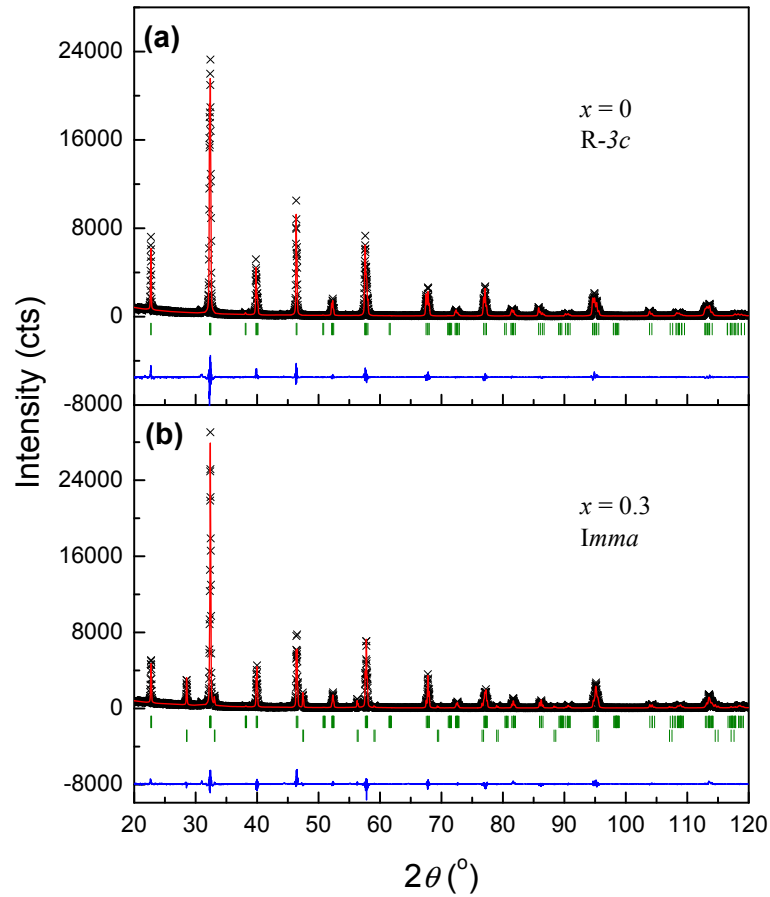 (a)
24000
x = 0
R-3c
16000
8000
0
-8000
Intensity (cts)
(b)
24000
x = 0.3
Imma
16000
8000
0
-8000
20 30 40 50 60 70 80 90 100 110 120
2θ (°)